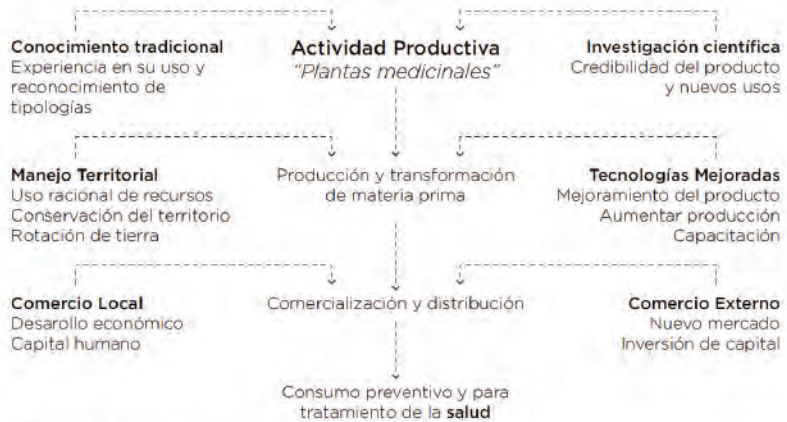 Conocimiento tradicional
Experiencia en su uso y
reconocimiento de
tipologías
Actividad Productiva
"Plantas medicinales"
Investigación científica
Credibilidad del producto
y nuevos usos
Manejo Territorial
Uso racional de recursos
Conservación del territorio
Rotación de tierra
Producción y transformación
de materia prima
Tecnologías Mejoradas
Mejoramiento del producto
Aumentar producción
Capacitación
Comercio Local
Desarollo económico
Capital humano
Comercialización y distribución
Comercio Externo
Nuevo mercado
Inversión de capital
Consumo preventivo y para
tratamiento de la salud